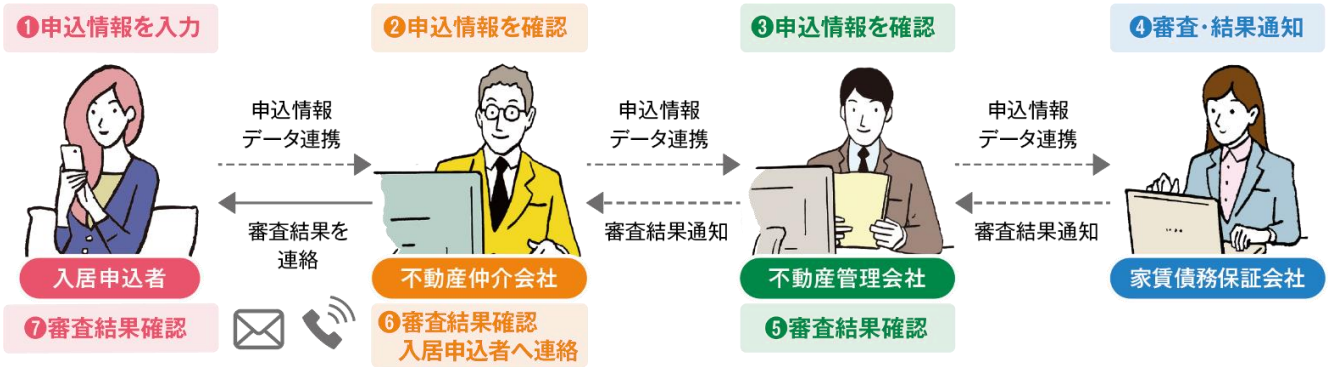 ❶申込情報を入力
❷申込情報を確認
❸申込情報を確認
❹審査・結果通知
申込情報
データ連携
申込情報
データ連携
申込情報
データ連携
審査結果を
連絡
審査結果通知
審査結果通知
入居申込者
不動産仲介会社
不動産管理会社
家賃債務保証会社
❼審査結果確認
❻審査結果確認
入居申込者へ連絡
❺審査結果確認